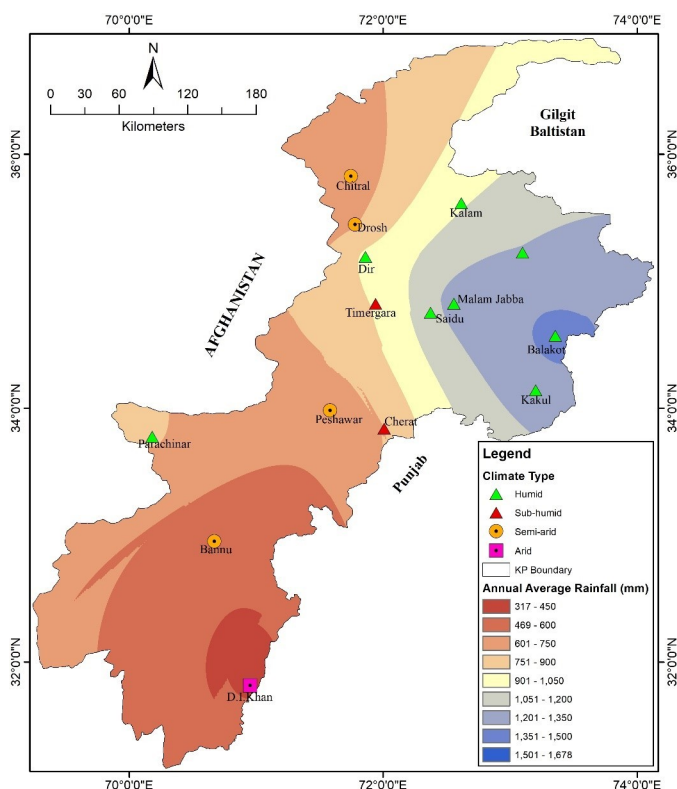 70°0'0"E 72°0'0"E 74°0'0"E
N
0 30 60 120 180
Kilometers
Gilgit
Baltistan
36°0'0"N 36°0'0"N
Chitral
Kalam
Drosh
Dir
AFGHANISTAN
Malam Jabba
Timergara
Saidu
Balakot
34°0'0"N 34°0'0"N
Kakul
Peshawar
Cherat
Parachinar
Punjab
Bannu
32°0'0"N 32°0'0"N
D.I.Khan
Legend
Climate Type
Humid
Sub-humid
Semi-arid
Arid
KP Boundary
Annual Average Rainfall (mm)
317 - 450
469 - 600
601 - 750
751 - 900
901 - 1,050
1,051 - 1,200
1,201 - 1,350
1,351 - 1,500
1,501 - 1,678
70°0'0"E 72°0'0"E 74°0'0"E